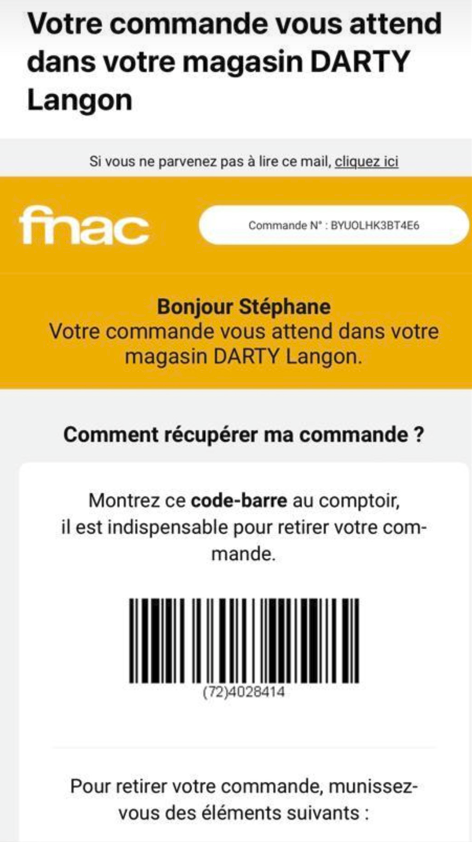 Votre commande vous attend
dans votre magasin DARTY
Langon
Si vous ne parvenez pas à lire ce mail, cliquez ici
fnac
Commande N° : BYUOLHK3BT4E6
Bonjour Stéphane
Votre commande vous attend dans votre
magasin DARTY Langon.
Comment récupérer ma commande ?
Montrez ce code-barre au comptoir,
il est indispensable pour retirer votre com-
mande.
(72)4028414
Pour retirer votre commande, munissez-
vous des éléments suivants :